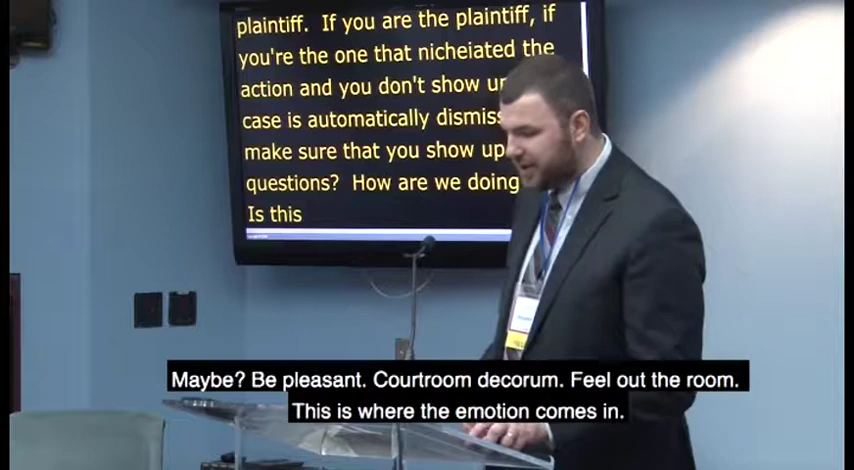 plaintiff. If you are the plaintiff, if
you're the one that nicheiated the
action and you don't show u
case is automatically dismiss
make sure that you show up
questions? How are we doing
Is this
Maybe? Be pleasant. Courtroom decorum. Feel out the room.
This is where the emotion comes in.